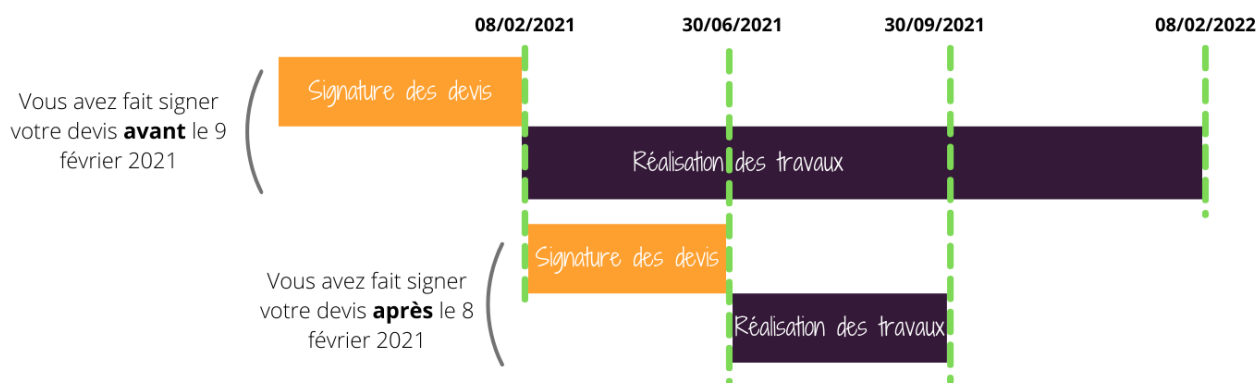 08/02/2021 30/06/2021 30/09/2021 08/02/2022
Signature des devis
Vous avez fait signer
votre devis avant le 9
février 2021
Réalisation des travaux
Signature des devis
Vous avez fait signer
votre devis après le 8
février 2021
Réalisation des travaux